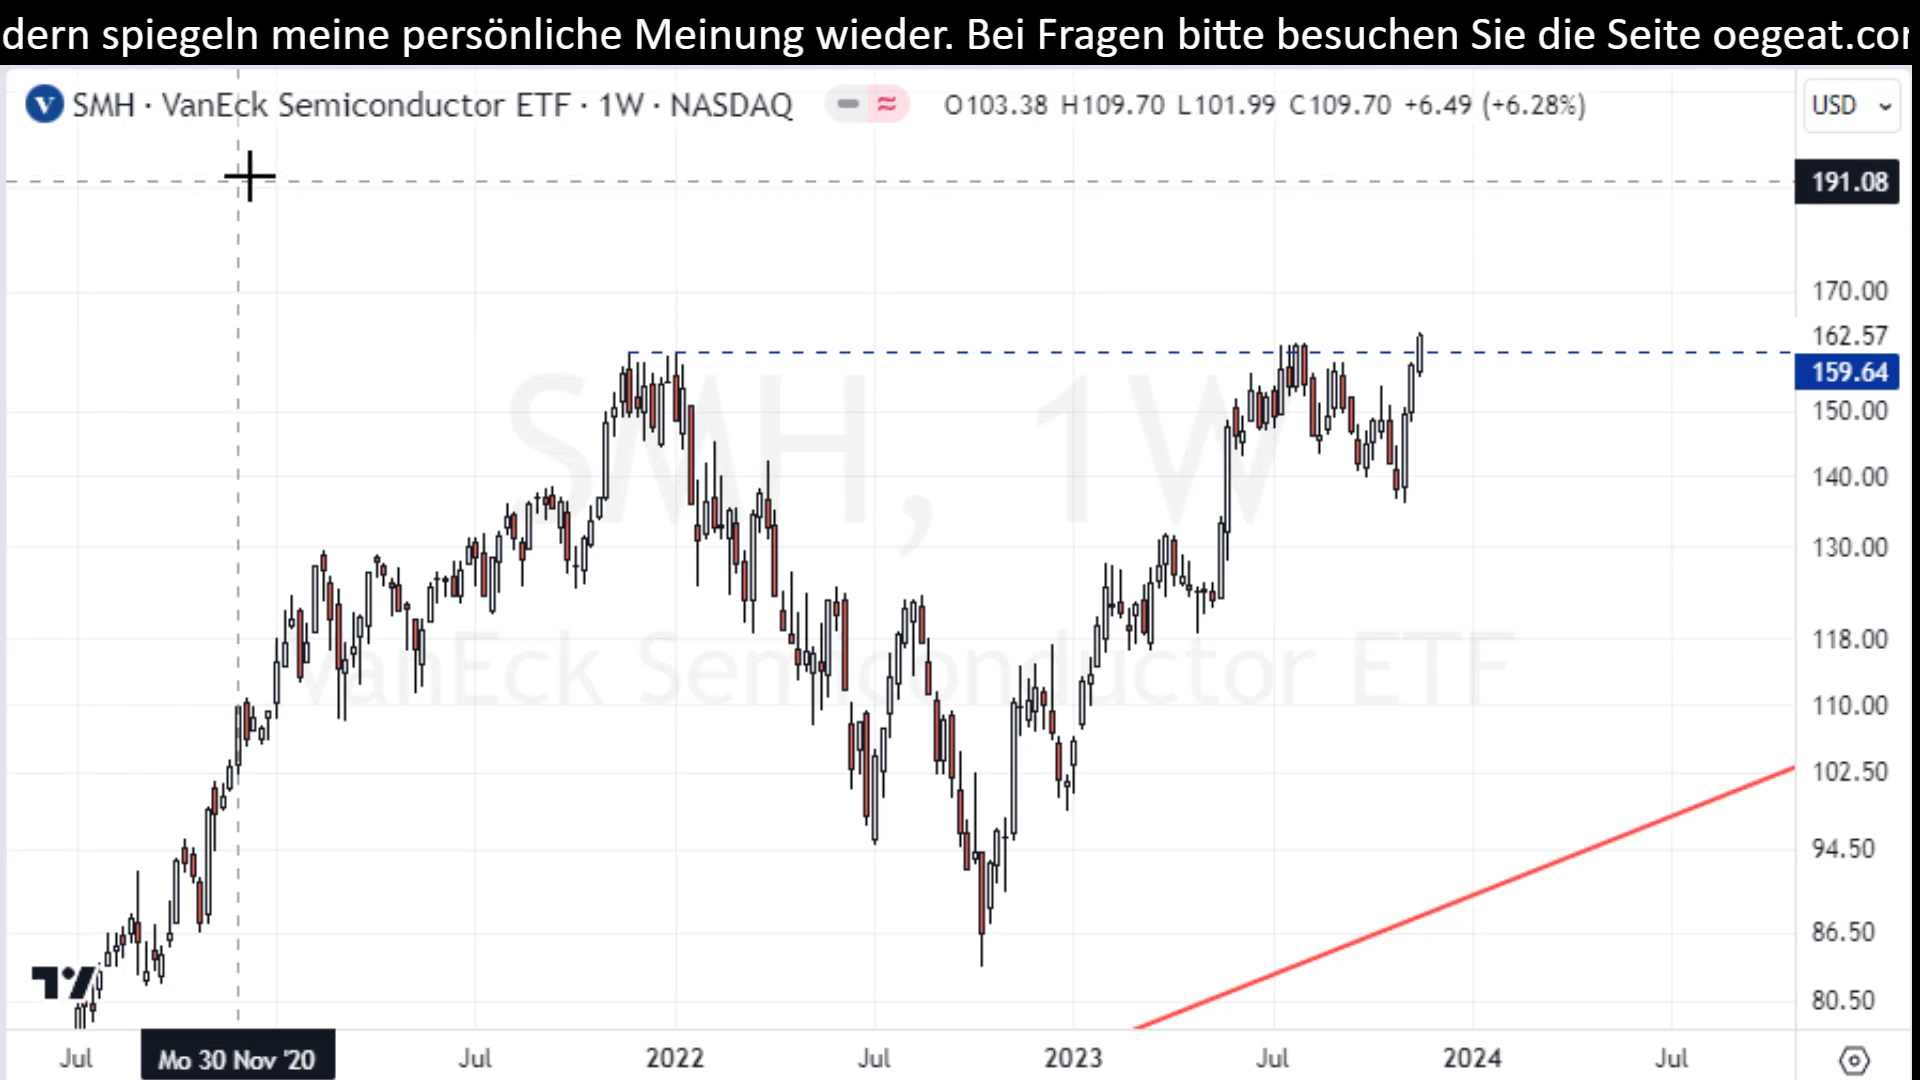 dern spiegeln meine persönliche Meinung wieder. Bei Fragen bitte besuchen Sie die Seite oegeat.co
SMH · VanEck Semiconductor ETF · 1W · NASDAQ O103.38 H109.70 L101.99 C109.70 +6.49 (+6.28%) USD
191.08
170.00
162.57
159.64
150.00
140.00
130.00
118.00
110.00
102.50
94.50
86.50
80.50
SMH, 1W
VanEck Semiconductor ETF
Jul Mo 30 Nov '20 Jul 2022 Jul 2023 Jul 2024 Jul